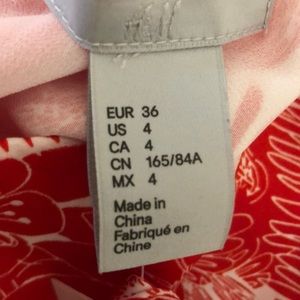 EUR 36
US 4
CA 4
CN 165/84A
MX 4
Made in
China
Fabriqué en
Chine